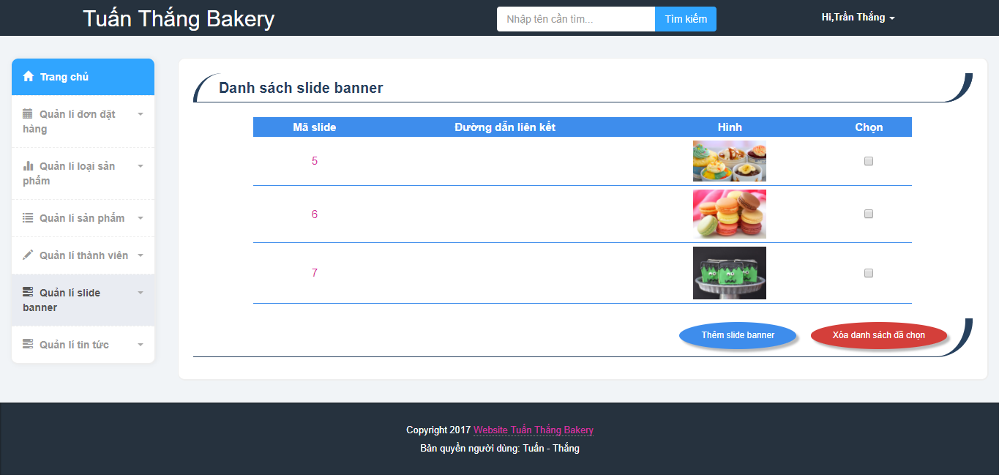 Tuấn Thắng Bakery
Nhập tên cần tìm...
Tìm kiếm
Hi,Trần Thắng
Trang chủ
Quản lí đơn đặt
hàng
Quản lí loại sản
phẩm
Quản lí sản phẩm
Quản lí thành viên
Quản lí slide
banner
Quản lí tin tức
Danh sách slide banner
Mã slide Đường dẫn liên kết Hình Chọn
5
6
7
Thêm slide banner
Xóa danh sách đã chọn
Copyright 2017 Website Tuấn Thắng Bakery
Bản quyền người dùng: Tuấn - Thắng